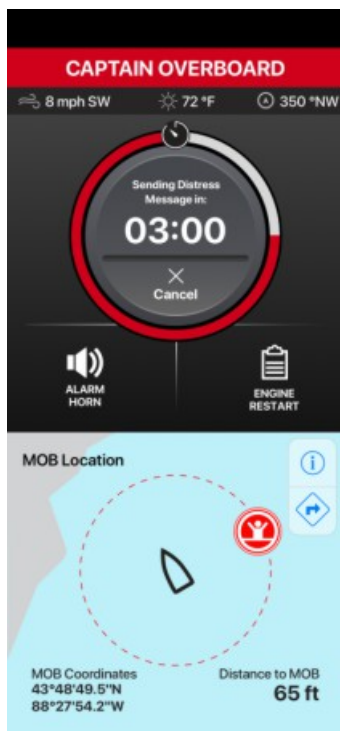 CAPTAIN OVERBOARD
8 mph SW 72 °F 350 °NW
Sending Distress
Message in:
03:00
Cancel
ALARM
HORN
ENGINE
RESTART
MOB Location
MOB Coordinates
43°48'49.5"N
88°27'54.2"W
Distance to MOB
65 ft